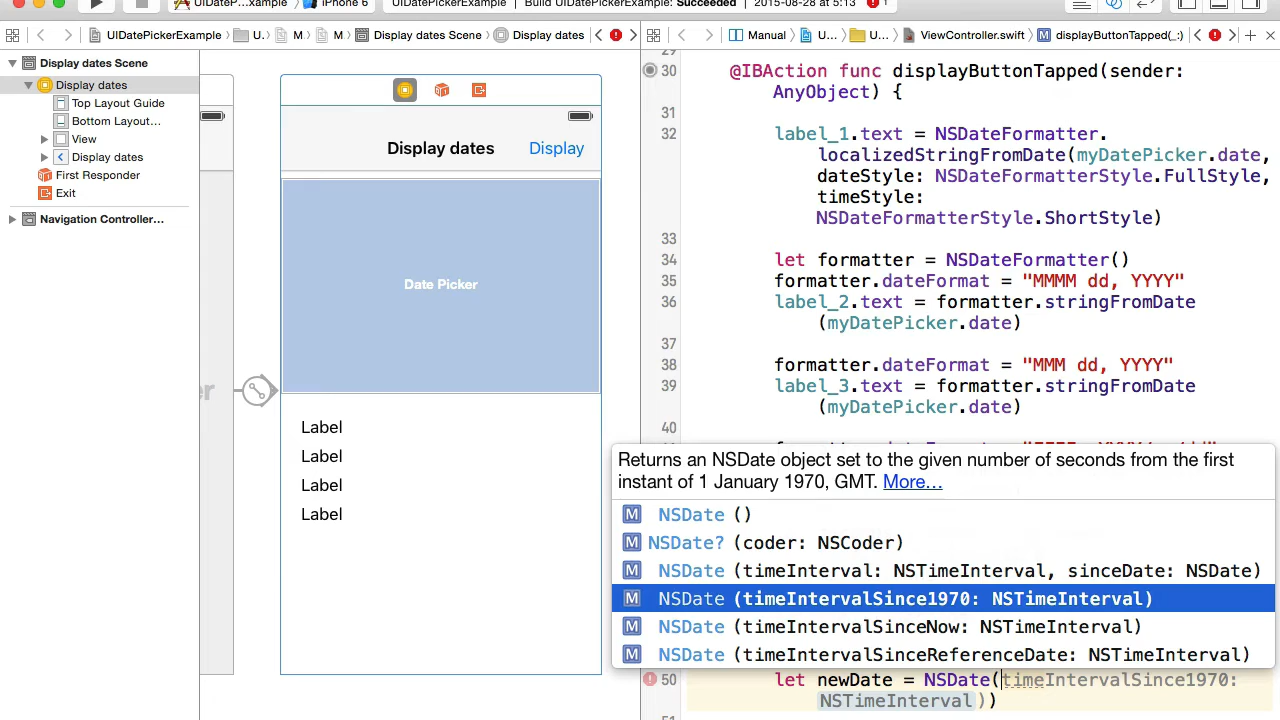 UIDateP...xample
iPhone 6
UIDatePickerExample
Build UIDatePickerExample: Succeeded
2015-08-28 at 5:13
1
UIDatePickerExample
U...
M...
M...
Display dates Scene
Display dates
Manual
U...
U...
ViewController.swift
displayButtonTapped(_:)
Display dates Scene
Display dates
Top Layout Guide
Bottom Layout...
View
Display dates
First Responder
Exit
Navigation Controller...
Display dates
Display
Date Picker
Label
Label
Label
Label
29
30 @IBAction func displayButtonTapped(sender:
AnyObject) {
31
32 label_1.text = NSDateFormatter.
localizedStringFromDate(myDatePicker.date,
dateStyle: NSDateFormatterStyle.FullStyle,
timeStyle:
NSDateFormatterStyle.ShortStyle)
33
34 let formatter = NSDateFormatter()
35 formatter.dateFormat = "MMMM dd, YYYY"
36 label_2.text = formatter.stringFromDate
(myDatePicker.date)
37
38 formatter.dateFormat = "MMM dd, YYYY"
39 label_3.text = formatter.stringFromDate
(myDatePicker.date)
40
Returns an NSDate object set to the given number of seconds from the first
instant of 1 January 1970, GMT. More...
M NSDate ()
M NSDate? (coder: NSCoder)
M NSDate (timeInterval: NSTimeInterval, sinceDate: NSDate)
M NSDate (timeIntervalSince1970: NSTimeInterval)
M NSDate (timeIntervalSinceNow: NSTimeInterval)
M NSDate (timeIntervalSinceReferenceDate: NSTimeInterval)
50 let newDate = NSDate(timeIntervalSince1970:
NSTimeInterval))